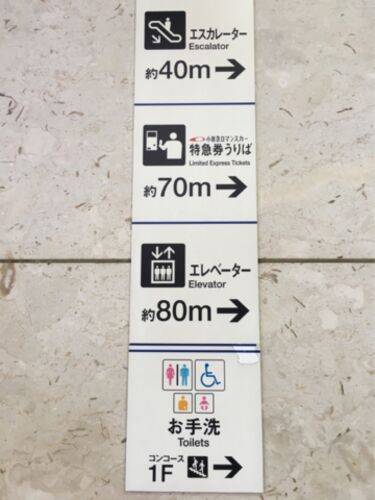 エスカレーター
Escalator
約40m→
小田急ロマンスカー
特急券うりば
Limited Express Tickets
約70m→
エレベーター
Elevator
約80m→
お手洗
Toilets
コンコース
1F →